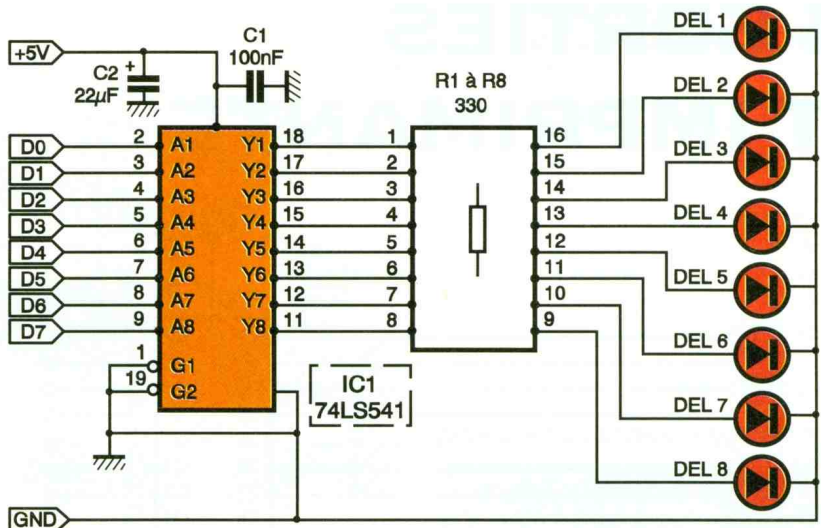 +5V
C2
+
22µF
C1
100nF
R1 à R8
330
D0
D1
D2
D3
D4
D5
D6
D7
2
3
4
5
6
7
8
9
1
19
A1
A2
A3
A4
A5
A6
A7
A8
G1
G2
Y1
Y2
Y3
Y4
Y5
Y6
Y7
Y8
18
17
16
15
14
13
12
11
1
2
3
4
5
6
7
8
16
15
14
13
12
11
10
9
DEL 1
DEL 2
DEL 3
DEL 4
DEL 5
DEL 6
DEL 7
DEL 8
IC1
74LS541
GND